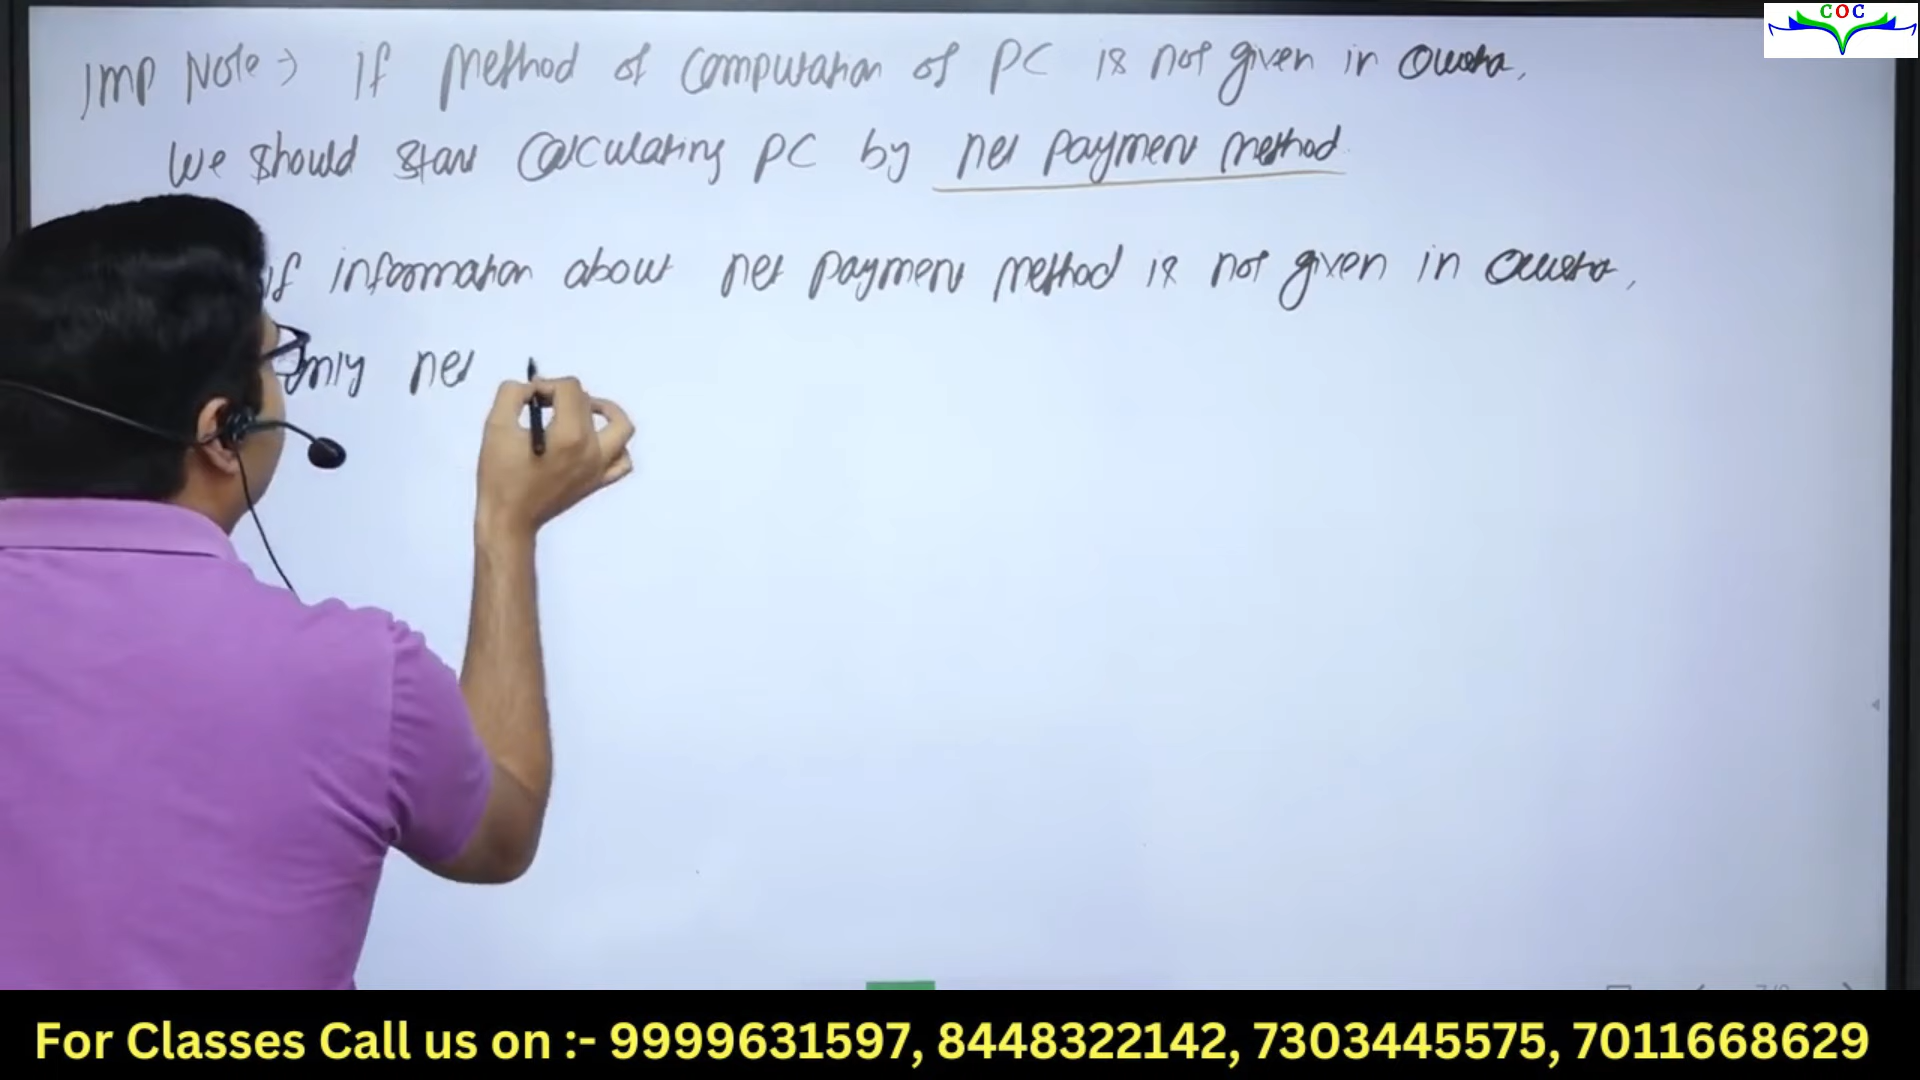 COC
Imp Note → If Method of Computation of PC is not given in Question,
We should start Calculating PC by net payment method.
if information about net payment method is not given in Question,
only net
For Classes Call us on :- 9999631597, 8448322142, 7303445575, 7011668629